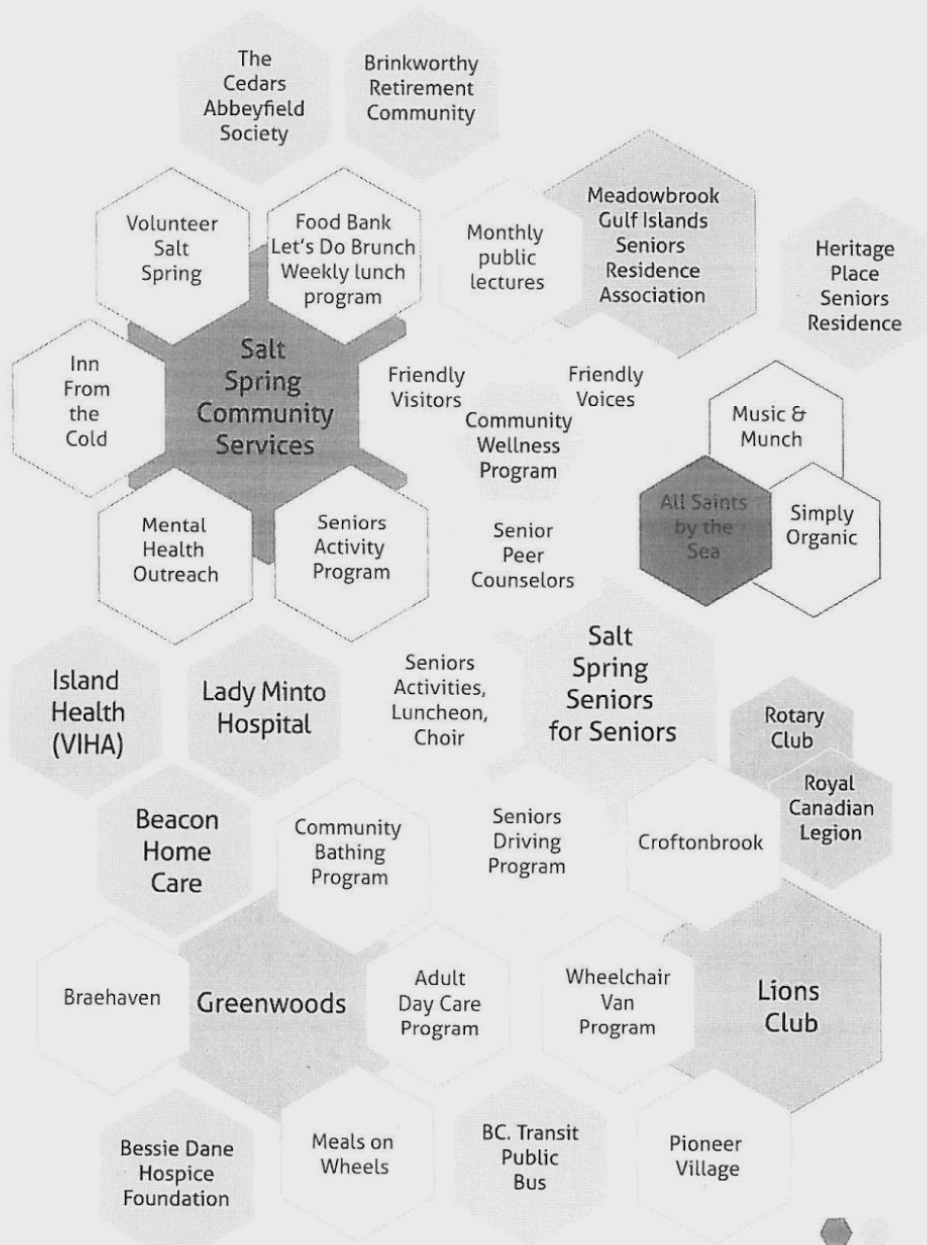 The
Cedars
Abbeyfield
Society
Brinkworthy
Retirement
Community
Volunteer
Salt
Spring
Food Bank
Let's Do Brunch
Weekly lunch
program
Monthly
public
lectures
Meadowbrook
Gulf Islands
Seniors
Residence
Association
Heritage
Place
Seniors
Residence
Inn
From
the
Cold
Salt
Spring
Community
Services
Friendly
Visitors
Friendly
Voices
Community
Wellness
Program
Music &
Munch
All Saints
by the
Sea
Simply
Organic
Mental
Health
Outreach
Seniors
Activity
Program
Senior
Peer
Counselors
Island
Health
(VIHA)
Lady Minto
Hospital
Seniors
Activities,
Luncheon,
Choir
Salt
Spring
Seniors
for Seniors
Rotary
Club
Royal
Canadian
Legion
Beacon
Home
Care
Community
Bathing
Program
Seniors
Driving
Program
Croftonbrook
Braehaven
Greenwoods
Adult
Day Care
Program
Wheelchair
Van
Program
Lions
Club
Bessie Dane
Hospice
Foundation
Meals on
Wheels
BC. Transit
Public
Bus
Pioneer
Village